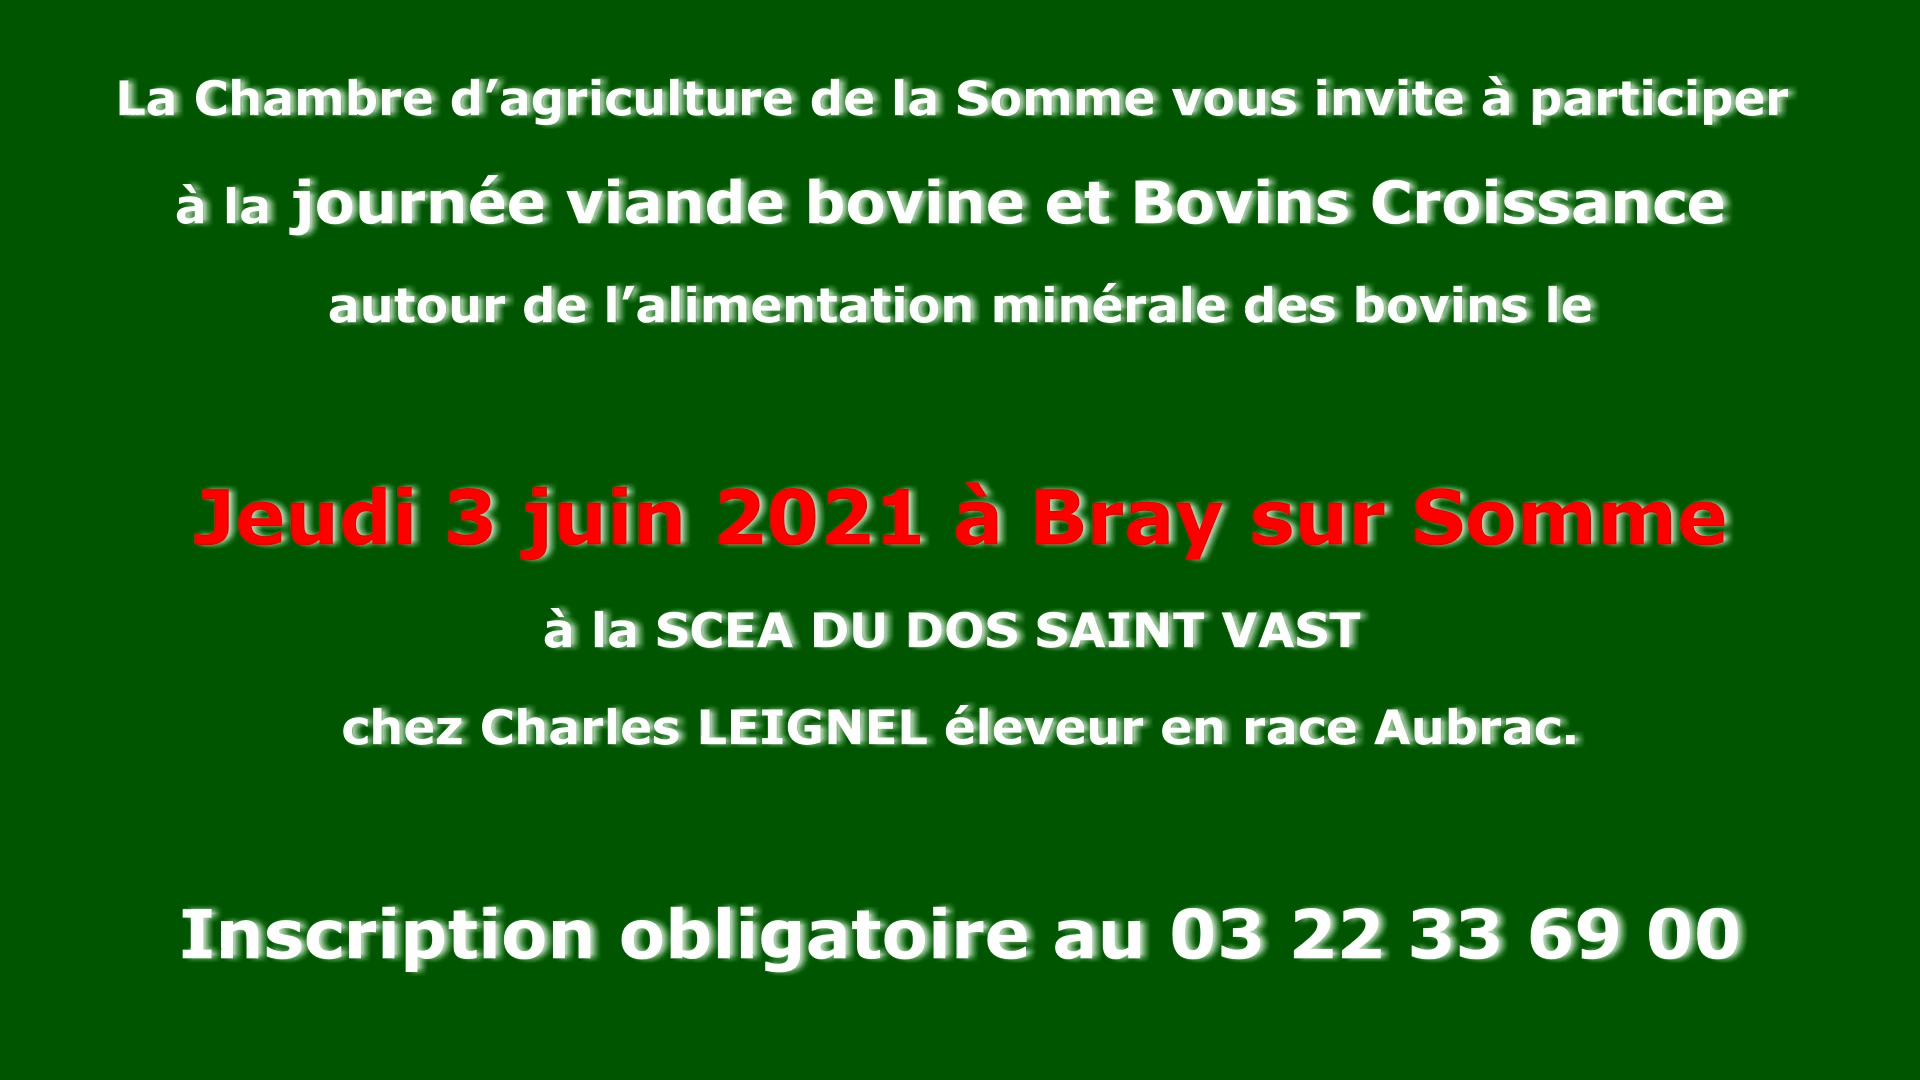 La Chambre d’agriculture de la Somme vous invite à participer
à la journée viande bovine et Bovins Croissance
autour de l’alimentation minérale des bovins le
Jeudi 3 juin 2021 à Bray sur Somme
à la SCEA DU DOS SAINT VAST
chez Charles LEIGNEL éleveur en race Aubrac.
Inscription obligatoire au 03 22 33 69 00